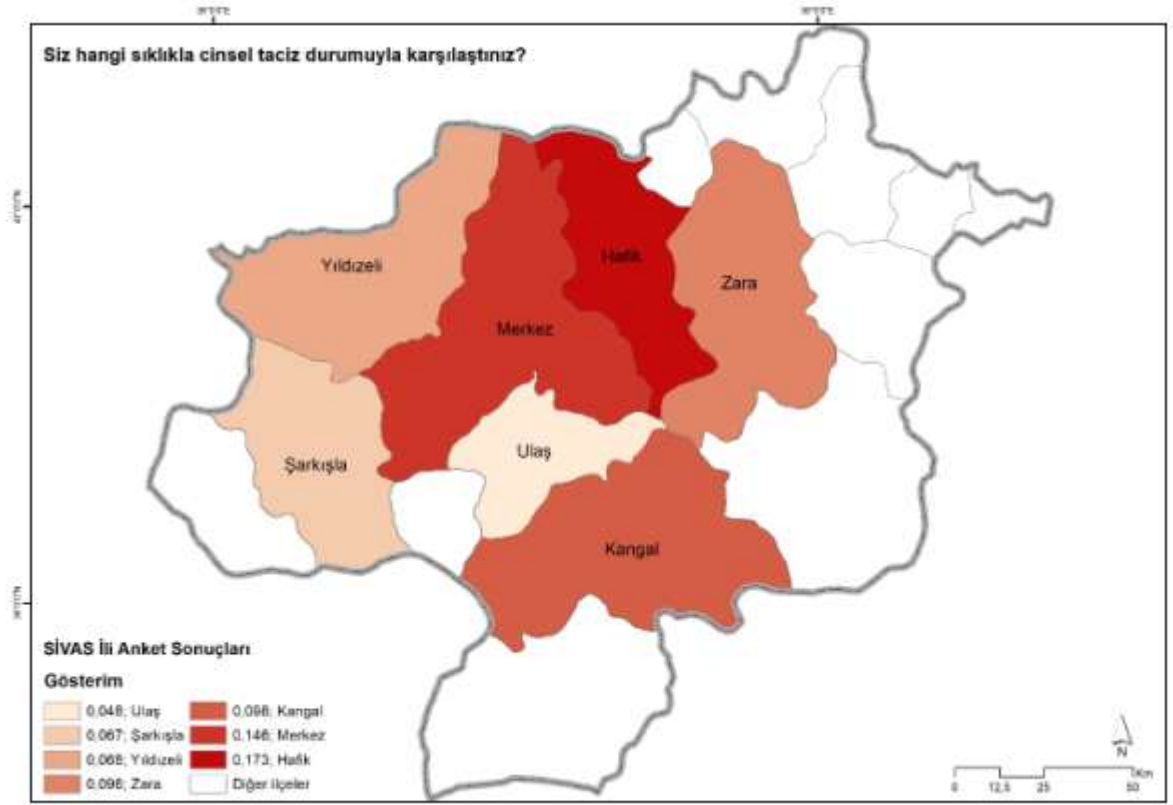 Siz hangi sıklıkla cinsel taciz durumuyla karşılaştınız?
Yıldızeli
Hafik
Zara
Merkez
Ulaş
Şarkışla
Kangal
SİVAS İli Anket Sonuçları
Gösterim
0,048; Ulaş
0,067; Şarkışla
0,068; Yıldızeli
0,096; Zara
0,098; Kangal
0,146; Merkez
0,173; Hafik
Diğer ilçeler
N
Km
0 12,5 25 50